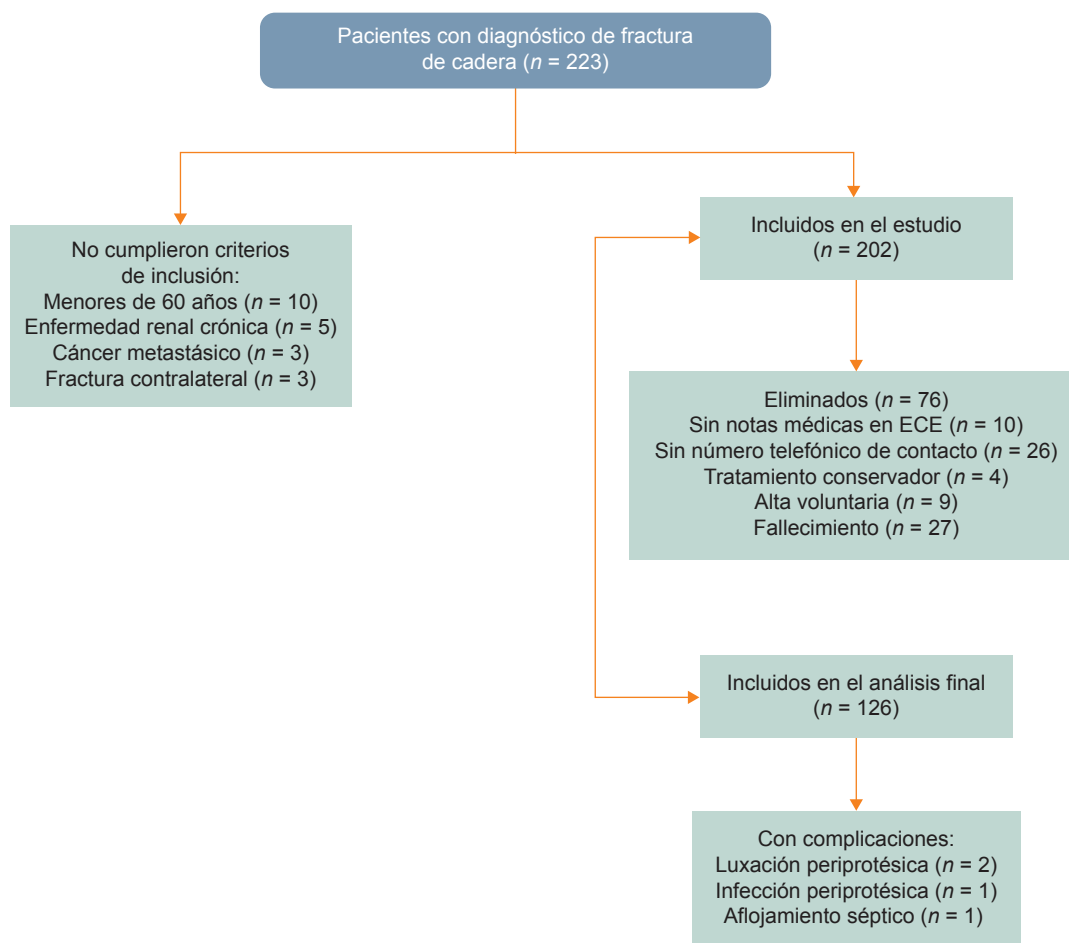 Pacientes con diagnóstico de fractura
de cadera (n = 223)
No cumplieron criterios
de inclusión:
Menores de 60 años (n = 10)
Enfermedad renal crónica (n = 5)
Cáncer metastásico (n = 3)
Fractura contralateral (n = 3)
Incluidos en el estudio
(n = 202)
Eliminados (n = 76)
Sin notas médicas en ECE (n = 10)
Sin número telefónico de contacto (n = 26)
Tratamiento conservador (n = 4)
Alta voluntaria (n = 9)
Fallecimiento (n = 27)
Incluidos en el análisis final
(n = 126)
Con complicaciones:
Luxación periprotésica (n = 2)
Infección periprotésica (n = 1)
Aflojamiento séptico (n = 1)